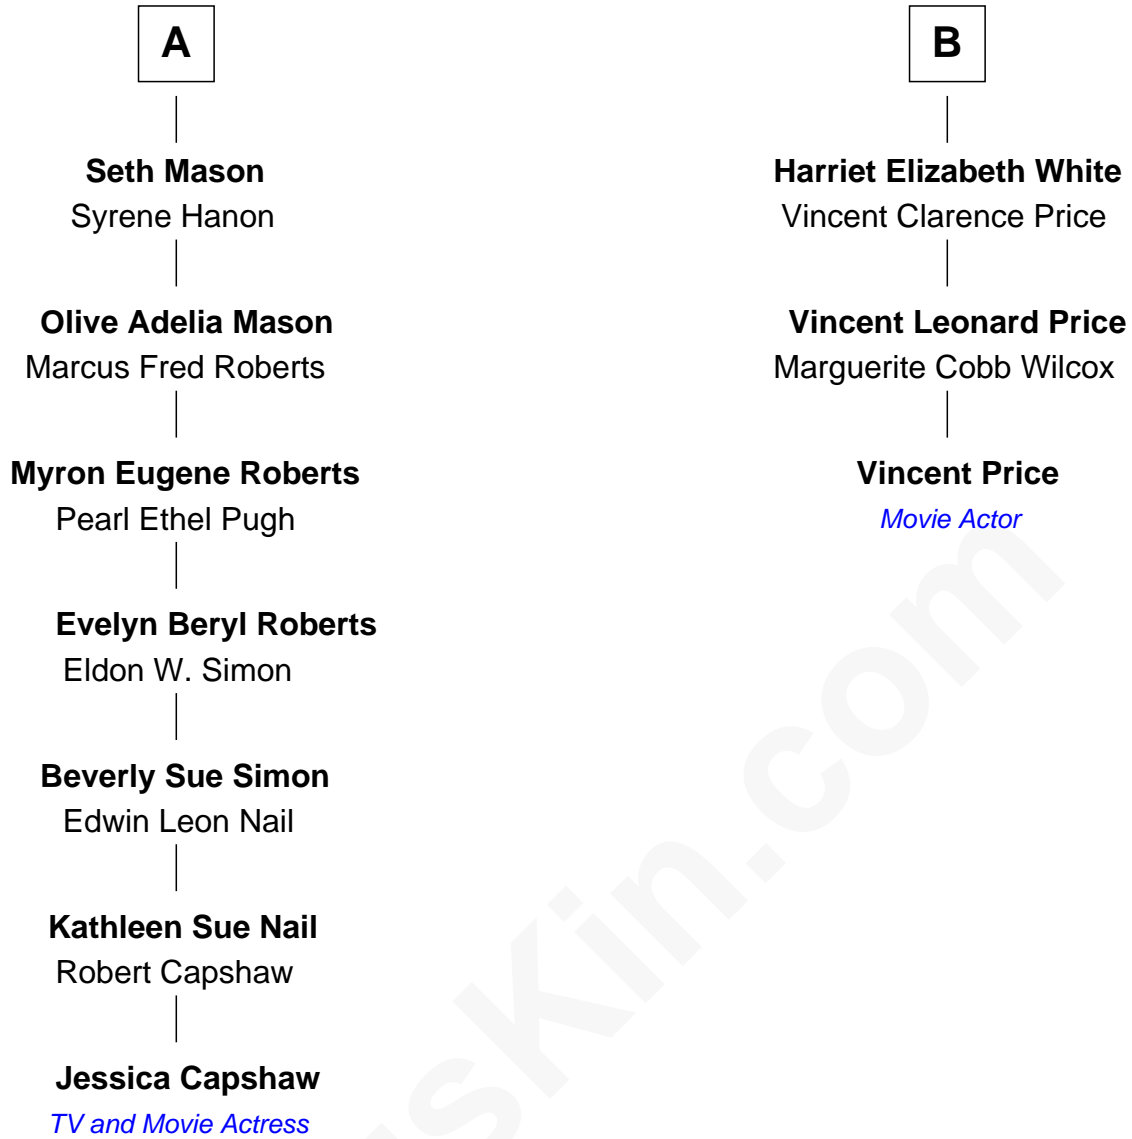 A
Seth Mason
Syrene Hanon
Olive Adelia Mason
Marcus Fred Roberts
Myron Eugene Roberts
Pearl Ethel Pugh
Evelyn Beryl Roberts
Eldon W. Simon
Beverly Sue Simon
Edwin Leon Nail
Kathleen Sue Nail
Robert Capshaw
Jessica Capshaw
TV and Movie Actress
B
Harriet Elizabeth White
Vincent Clarence Price
Vincent Leonard Price
Marguerite Cobb Wilcox
Vincent Price
Movie Actor
usKin.com